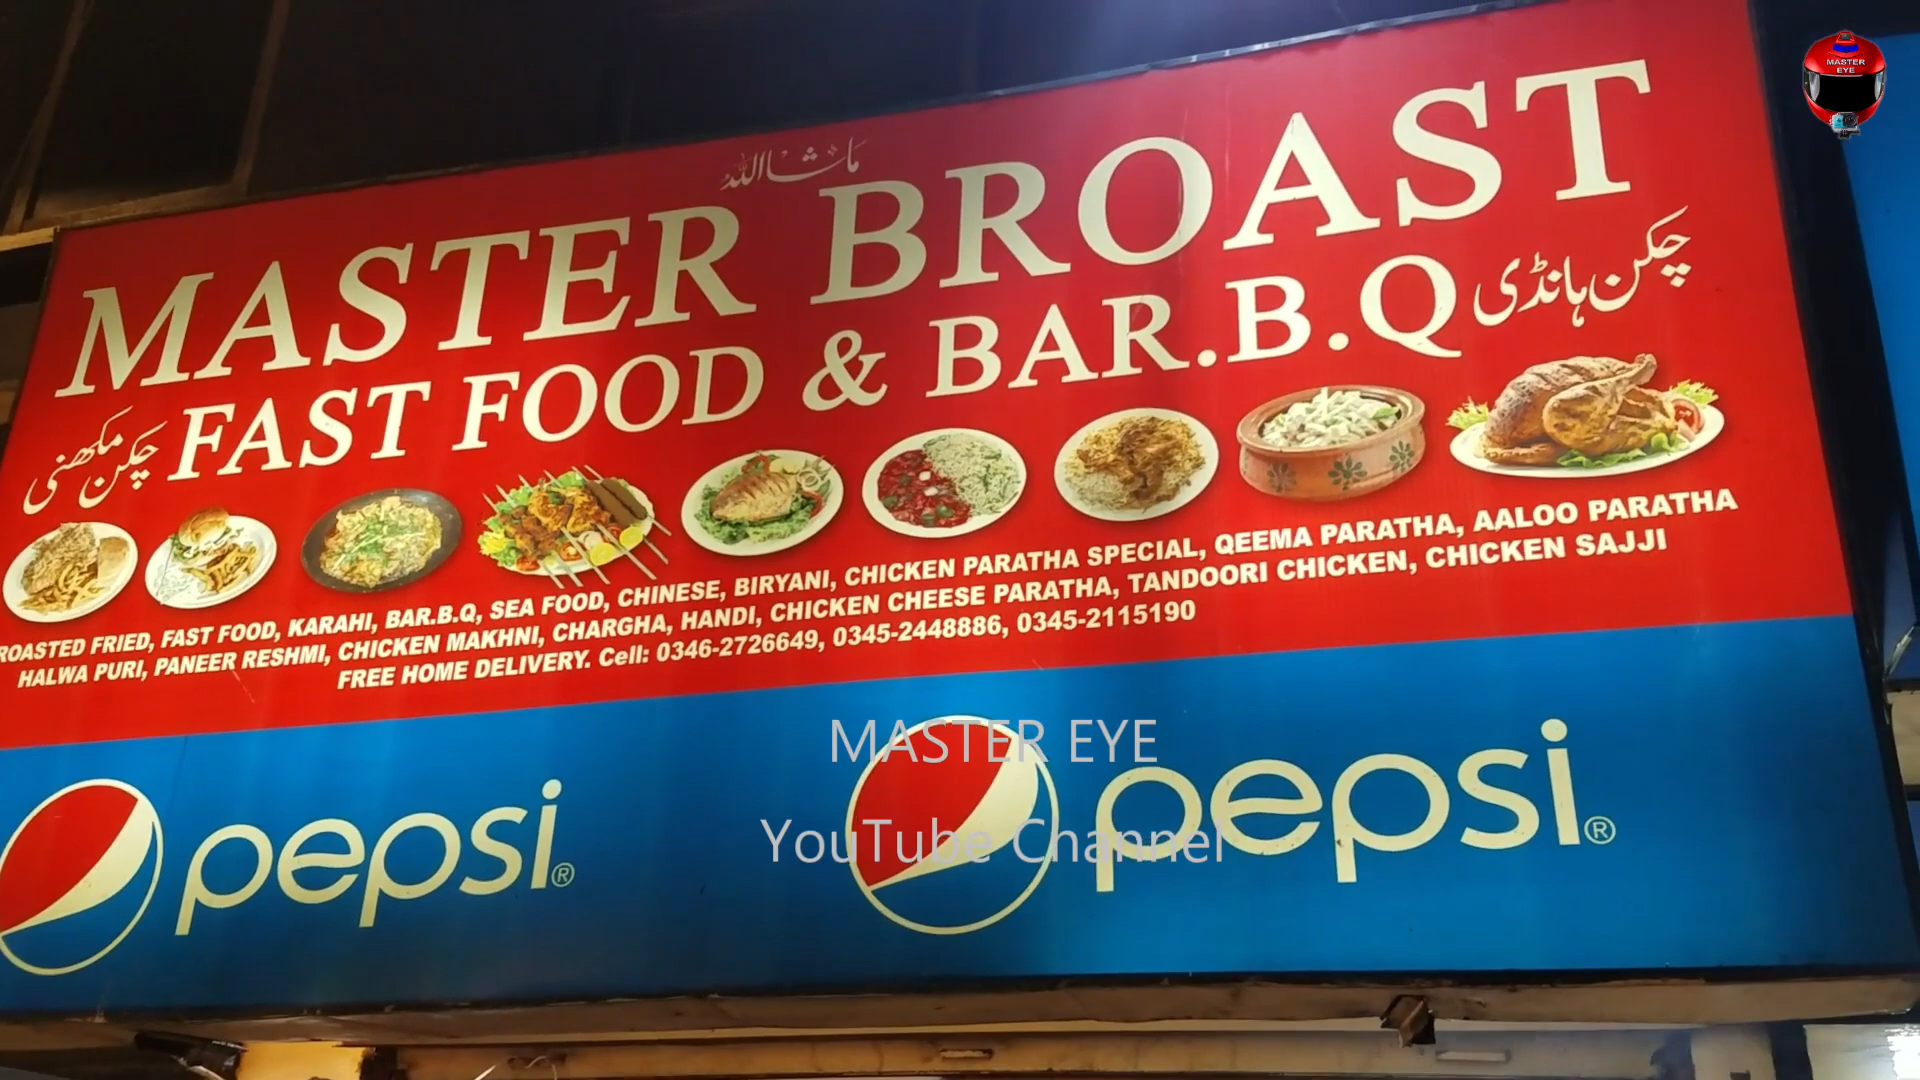 ماشاالله
MASTER BROAST
چکن مکھنی FAST FOOD & BAR.B.Q چکن ہانڈی
ROASTED FRIED, FAST FOOD, KARAHI, BAR.B.Q, SEA FOOD, CHINESE, BIRYANI, CHICKEN PARATHA SPECIAL, QEEMA PARATHA, AALOO PARATHA
HALWA PURI, PANEER RESHMI, CHICKEN MAKHNI, CHARGHA, HANDI, CHICKEN CHEESE PARATHA, TANDOORI CHICKEN, CHICKEN SAJJI
FREE HOME DELIVERY. Cell: 0346-2726649, 0345-2448886, 0345-2115190
pepsi® pepsi®
MASTER EYE
YouTube Channel
MASTER
EYE